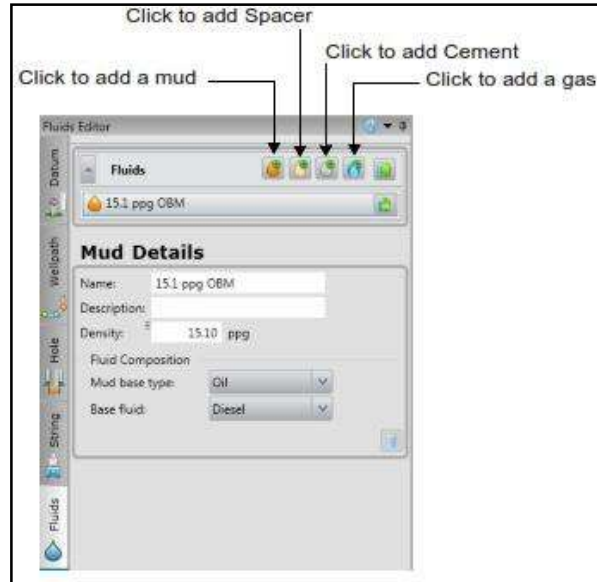 Click to add Spacer
Click to add Cement
Click to add a mud
Click to add a gas
Fluids Editor
Datum
Wellpath
Hole
String
Fluids
Fluids
15.1 ppg OBM
Mud Details
Name: 15.1 ppg OBM
Description:
Density: 15.10 ppg
Fluid Composition
Mud base type: Oil
Base fluid: Diesel